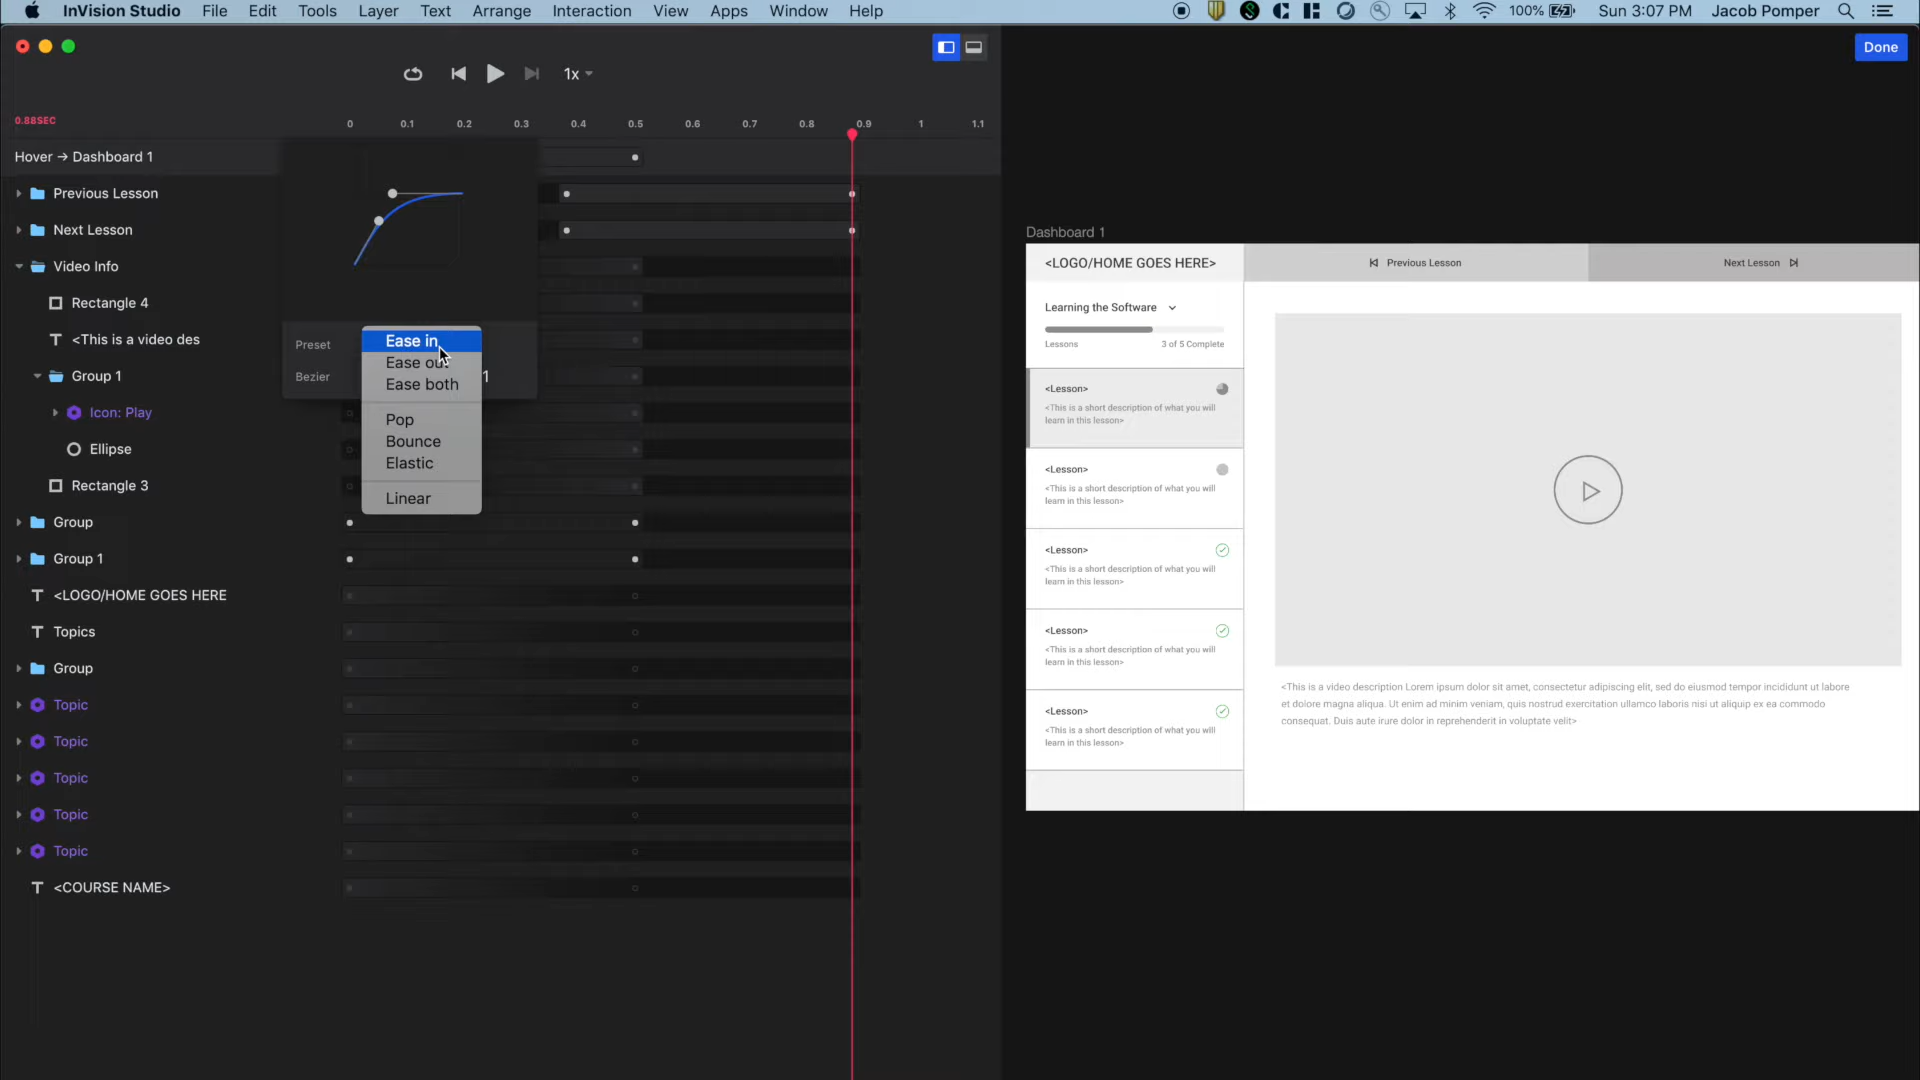 InVision Studio File Edit Tools Layer Text Arrange Interaction View Apps Window Help 100% Sun 3:07 PM Jacob Pomper
Done
1x
0.88SEC
0 0.1 0.2 0.3 0.4 0.5 0.6 0.7 0.8 0.9 1 1.1
Hover → Dashboard 1
Previous Lesson
Next Lesson
Video Info
Rectangle 4
<This is a video des
Group 1
Icon: Play
Ellipse
Rectangle 3
Group
Group 1
<LOGO/HOME GOES HERE
Topics
Group
Topic
Topic
Topic
Topic
Topic
<COURSE NAME>
Preset
Bezier
1
Ease in
Ease out
Ease both
Pop
Bounce
Elastic
Linear
Dashboard 1
<LOGO/HOME GOES HERE>
Previous Lesson
Next Lesson
Learning the Software
Lessons 3 of 5 Complete
<Lesson>
<This is a short description of what you will
learn in this lesson>
<Lesson>
<This is a short description of what you will
learn in this lesson>
<Lesson>
<This is a short description of what you will
learn in this lesson>
<Lesson>
<This is a short description of what you will
learn in this lesson>
<Lesson>
<This is a short description of what you will
learn in this lesson>
<This is a video description Lorem ipsum dolor sit amet, consectetur adipiscing elit, sed do eiusmod tempor incididunt ut labore
et dolore magna aliqua. Ut enim ad minim veniam, quis nostrud exercitation ullamco laboris nisi ut aliquip ex ea commodo
consequat. Duis aute irure dolor in reprehenderit in voluptate velit>